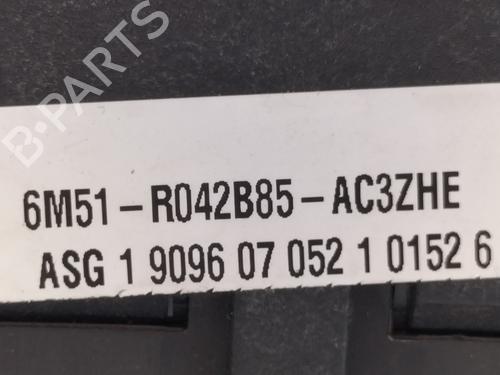 B-PARTS
6M51-R042B85-AC3ZHE
ASG 1 9096 07 052 1 0152 6